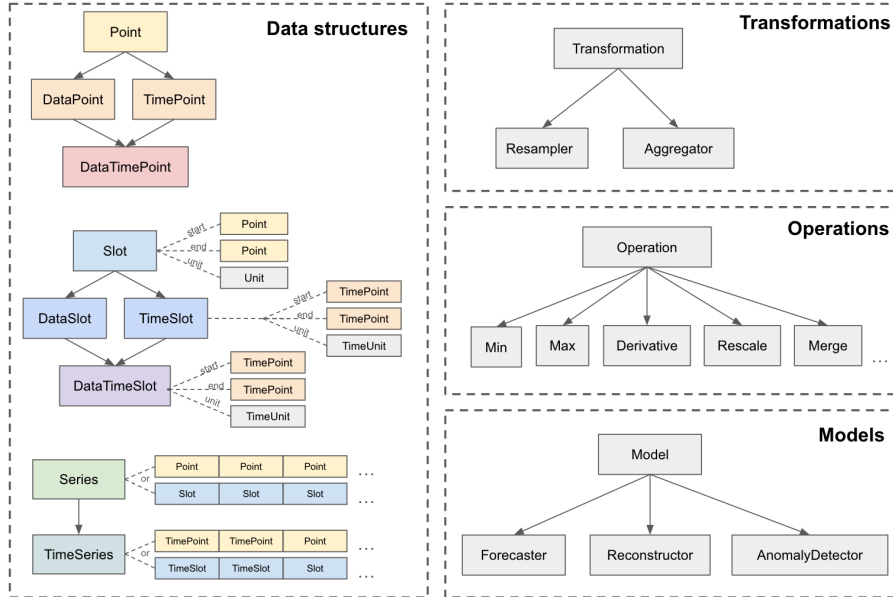 Data structures
Point
DataPoint
TimePoint
DataTimePoint
Slot
start
Point
end
Point
unit
Unit
DataSlot
TimeSlot
start
TimePoint
end
TimePoint
unit
TimeUnit
DataTimeSlot
start
TimePoint
end
TimePoint
unit
TimeUnit
Series
or
Point Point Point ...
Slot Slot Slot ...
TimeSeries
or
TimePoint TimePoint Point ...
TimeSlot TimeSlot Slot ...
Transformations
Transformation
Resampler
Aggregator
Operations
Operation
Min
Max
Derivative
Rescale
Merge
...
Models
Model
Forecaster
Reconstructor
AnomalyDetector